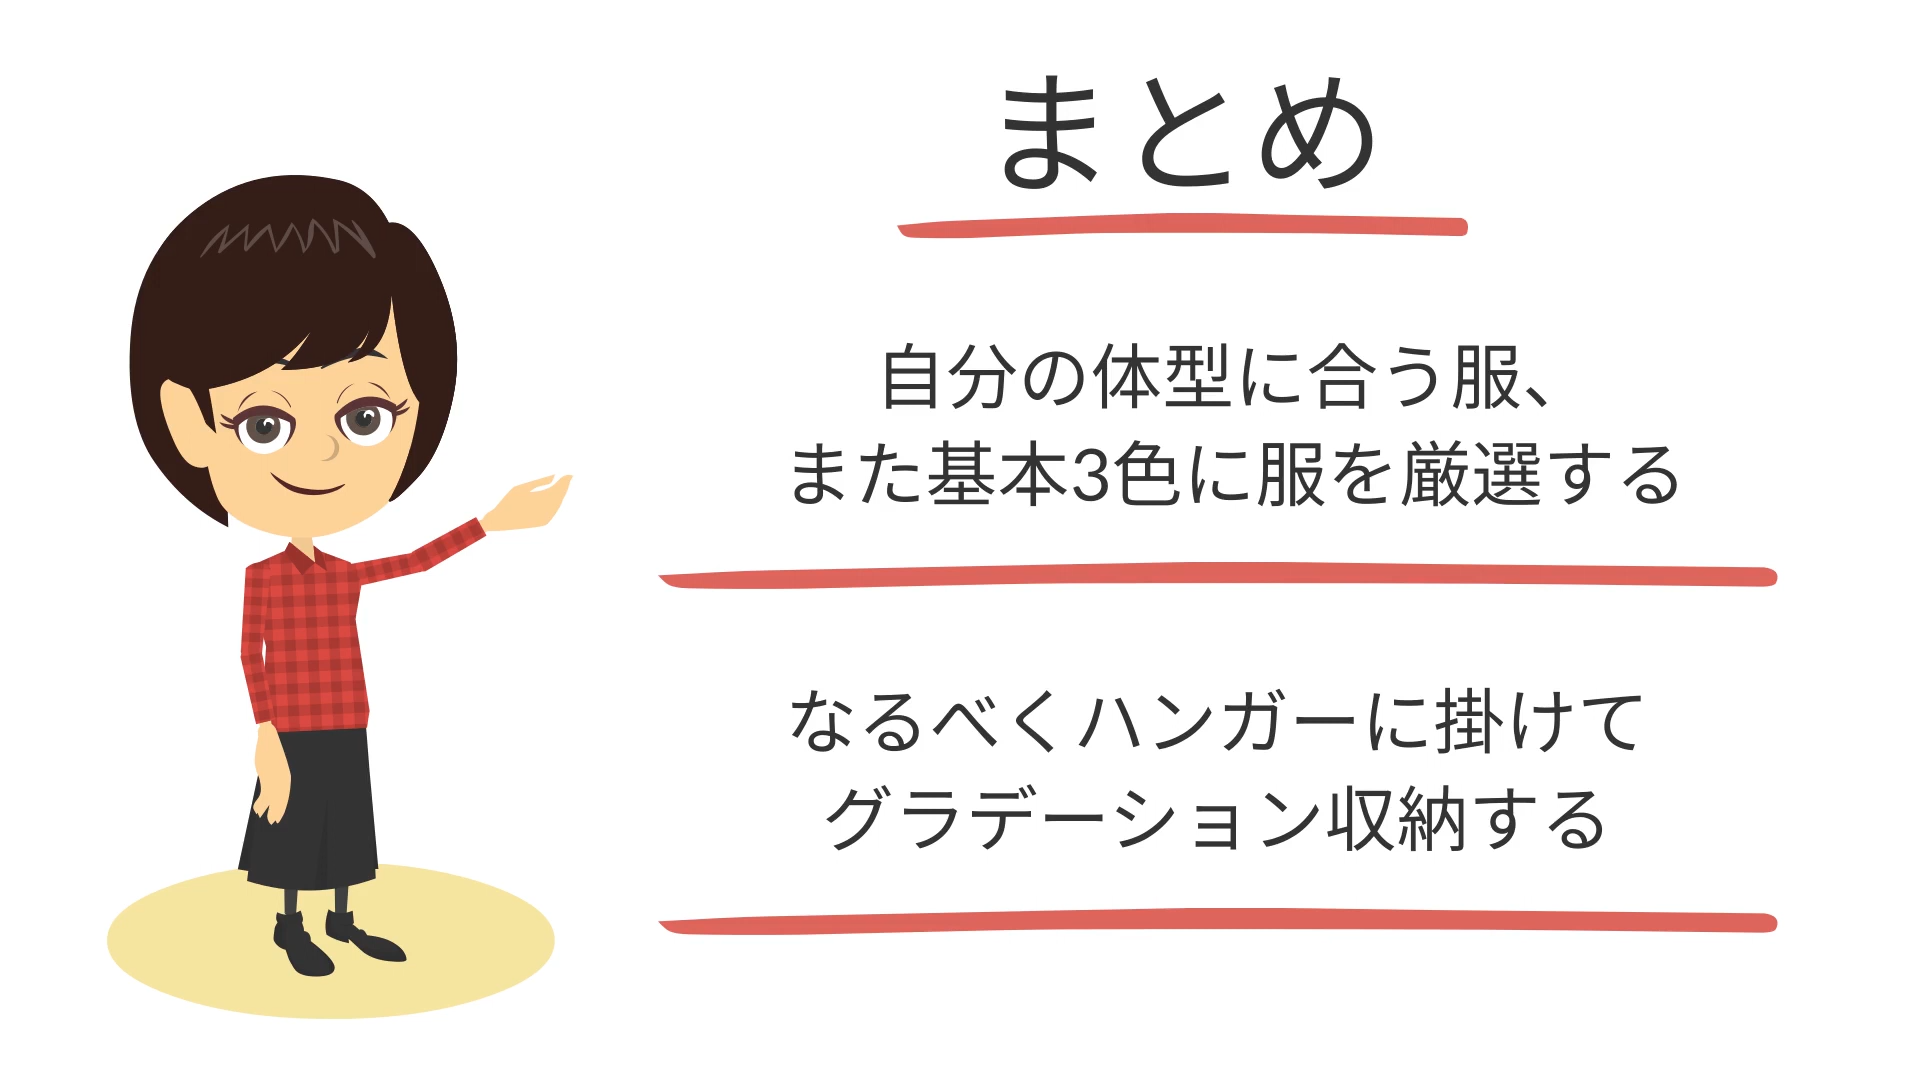 まとめ
自分の体型に合う服、
また基本3色に服を厳選する
なるべくハンガーに掛けて
グラデーション収納する